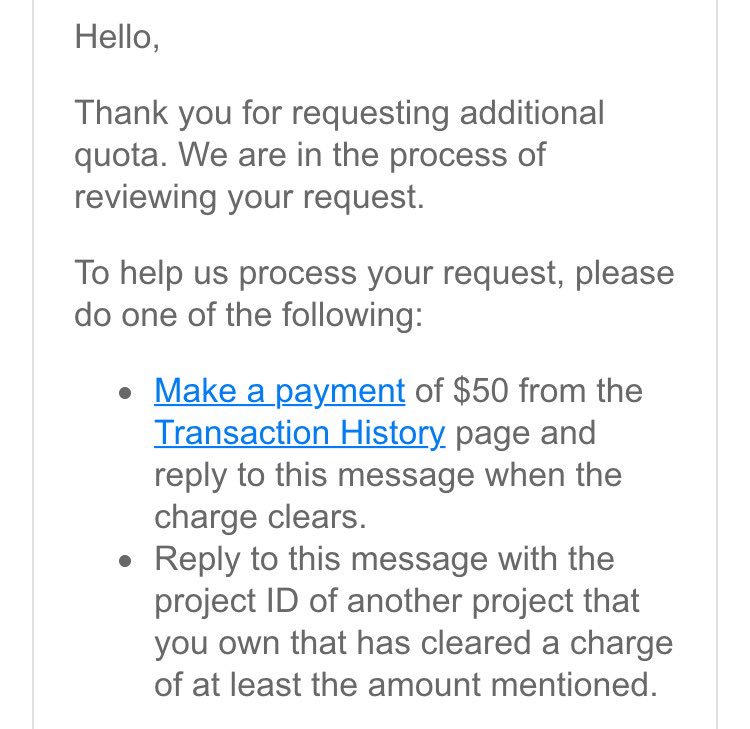 Hello,
Thank you for requesting additional
quota. We are in the process of
reviewing your request.
To help us process your request, please
do one of the following:
• Make a payment of $50 from the
Transaction History page and
reply to this message when the
charge clears.
• Reply to this message with the
project ID of another project that
you own that has cleared a charge
of at least the amount mentioned.